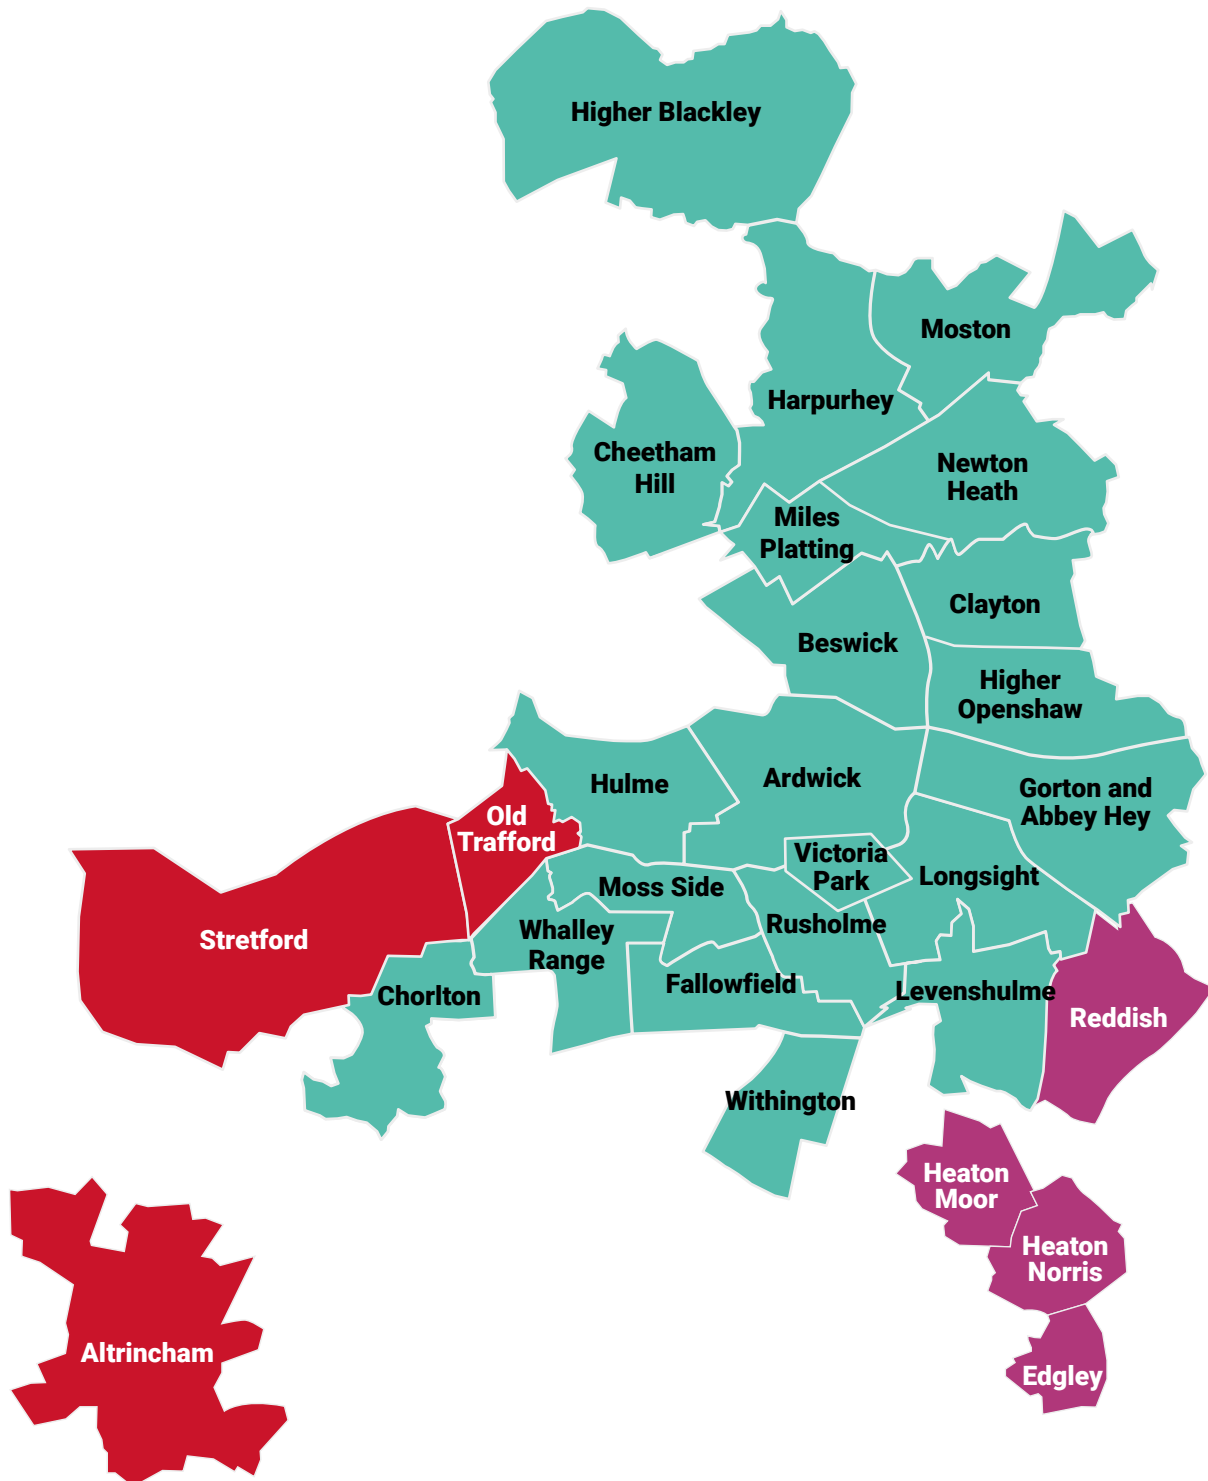 Higher Blackley
Moston
Harpurhey
Cheetham
Hill
Newton
Heath
Miles
Platting
Clayton
Beswick
Higher
Openshaw
Hulme
Ardwick
Gorton and
Abbey Hey
Old
Trafford
Victoria
Park
Moss Side
Longsight
Stretford
Whalley
Range
Rusholme
Chorlton
Fallowfield
Levenshulme
Reddish
Withington
Heaton
Moor
Heaton
Norris
Altrincham
Edgley